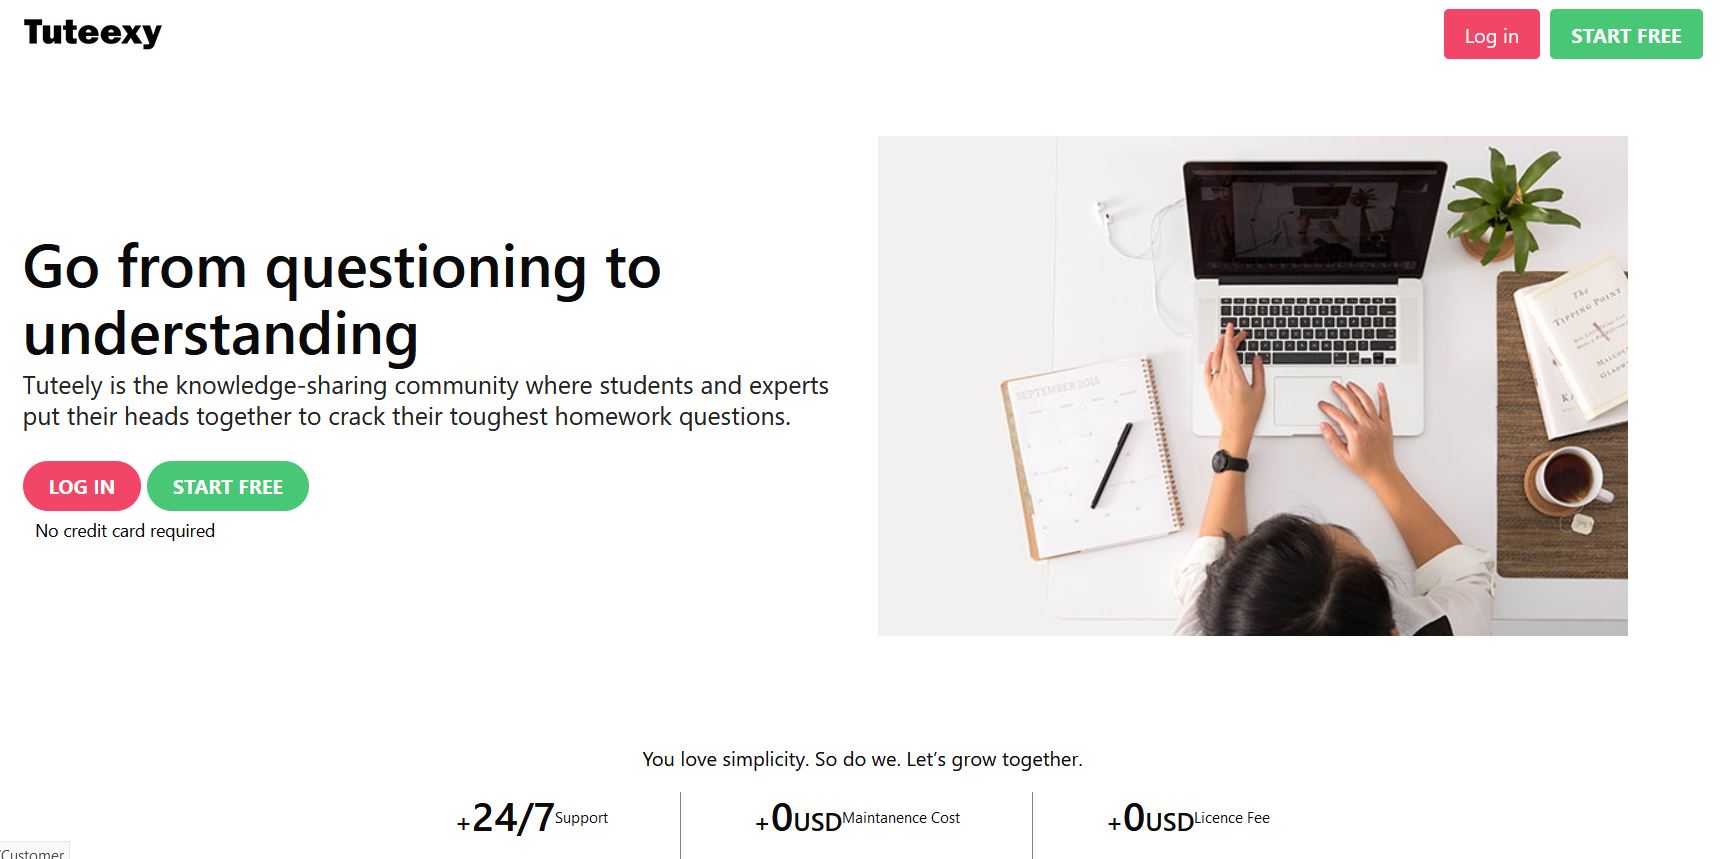 Tuteexy
Log in
START FREE
Go from questioning to
understanding
Tuteely is the knowledge-sharing community where students and experts
put their heads together to crack their toughest homework questions.
LOG IN
START FREE
No credit card required
SEPTEMBER 2015
The
TIPPING POINT
You love simplicity. So do we. Let’s grow together.
+24/7 Support
+0USD Maintanence Cost
+0USD Licence Fee
/Customer